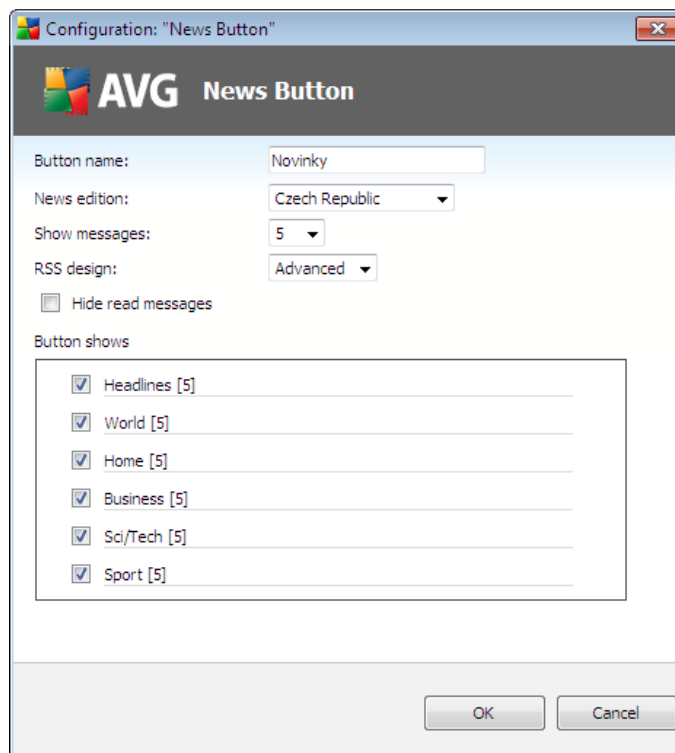 Configuration: "News Button"
AVG News Button
Button name: Novinky
News edition: Czech Republic
Show messages: 5
RSS design: Advanced
Hide read messages
Button shows
Headlines [5]
World [5]
Home [5]
Business [5]
Sci/Tech [5]
Sport [5]
OK Cancel